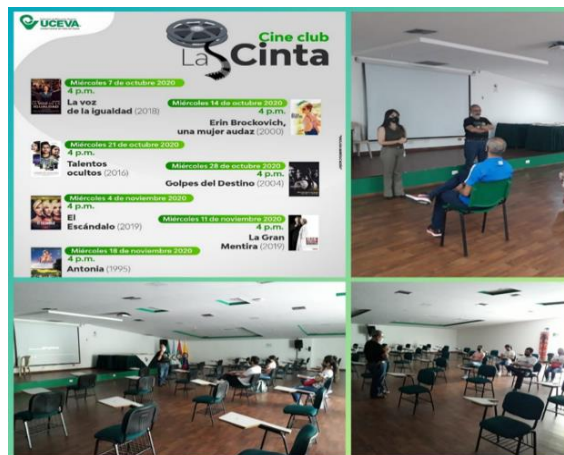 UCEVA
Cine club
La Cinta
Miércoles 7 de octubre 2020
4 p.m.
La voz
de la igualdad (2018)
Miércoles 14 de octubre 2020
4 p.m.
Erin Brockovich,
una mujer audaz (2000)
Miércoles 21 de octubre 2020
4 p.m.
Talentos
ocultos (2016)
Miércoles 28 de octubre 2020
4 p.m.
Golpes del Destino (2004)
Miércoles 4 de noviembre 2020
4 p.m.
El
Escándalo (2019)
Miércoles 11 de noviembre 2020
4 p.m.
La Gran
Mentira (2019)
Miércoles 18 de noviembre 2020
4 p.m.
Antonia (1995)